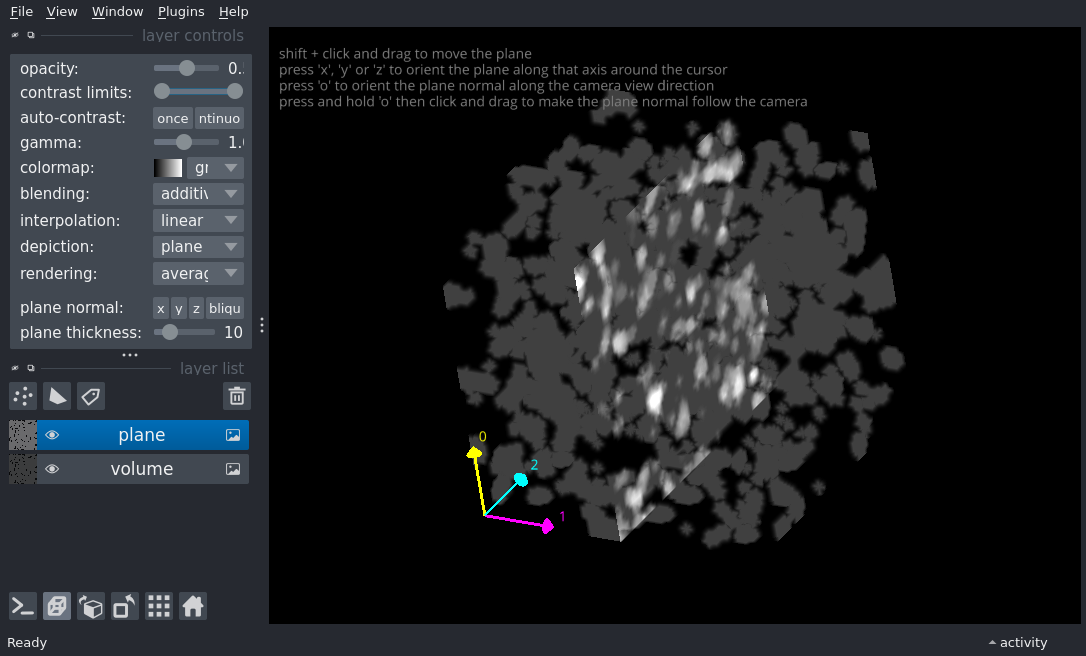 File View Window Plugins Help
layer controls
opacity: 0.
contrast limits:
auto-contrast: once ntinuo
gamma: 1.
colormap: gr
blending: additiv
interpolation: linear
depiction: plane
rendering: averag
plane normal: x y z bliqu
plane thickness: 10
layer list
plane
volume
Ready
shift + click and drag to move the plane
press 'x', 'y' or 'z' to orient the plane along that axis around the cursor
press 'o' to orient the plane normal along the camera view direction
press and hold 'o' then click and drag to make the plane normal follow the camera
0
2
1
activity